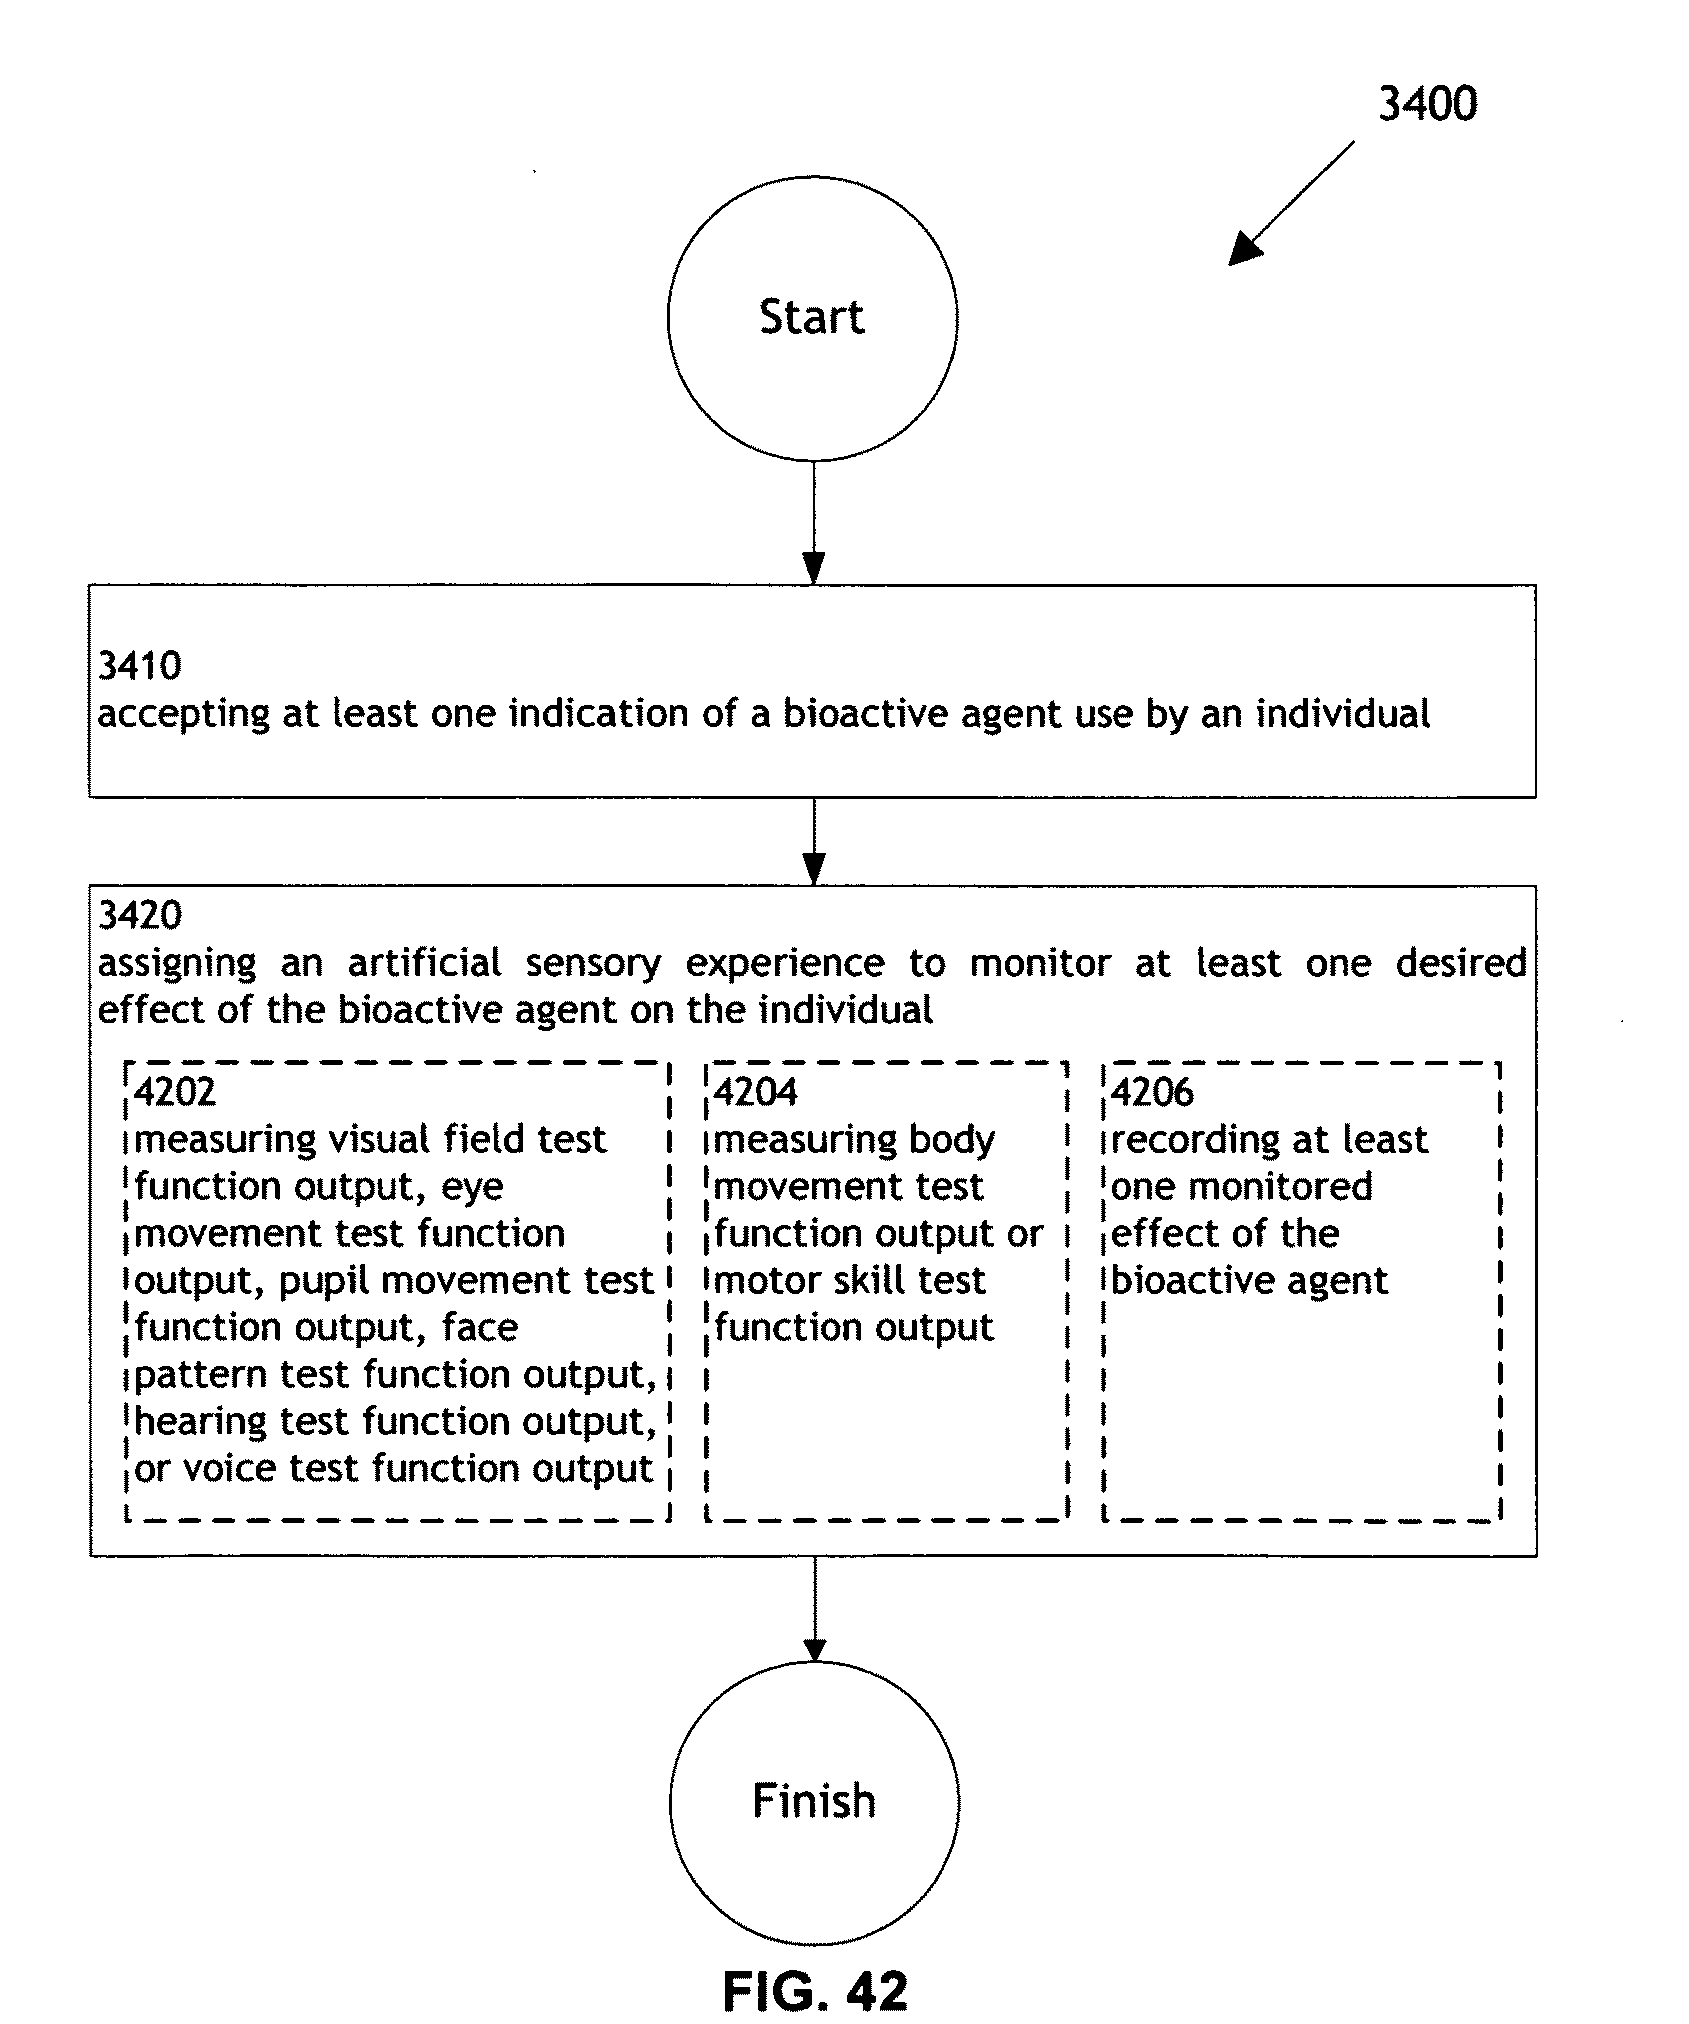 3400
Start
3410
accepting at least one indication of a bioactive agent use by an individual
3420
assigning an artificial sensory experience to monitor at least one desired
effect of the bioactive agent on the individual
4202
measuring visual field test
function output, eye
movement test function
output, pupil movement test
function output, face
pattern test function output,
hearing test function output,
or voice test function output
4204
measuring body
movement test
function output or
motor skill test
function output
4206
recording at least
one monitored
effect of the
bioactive agent
Finish
FIG. 42